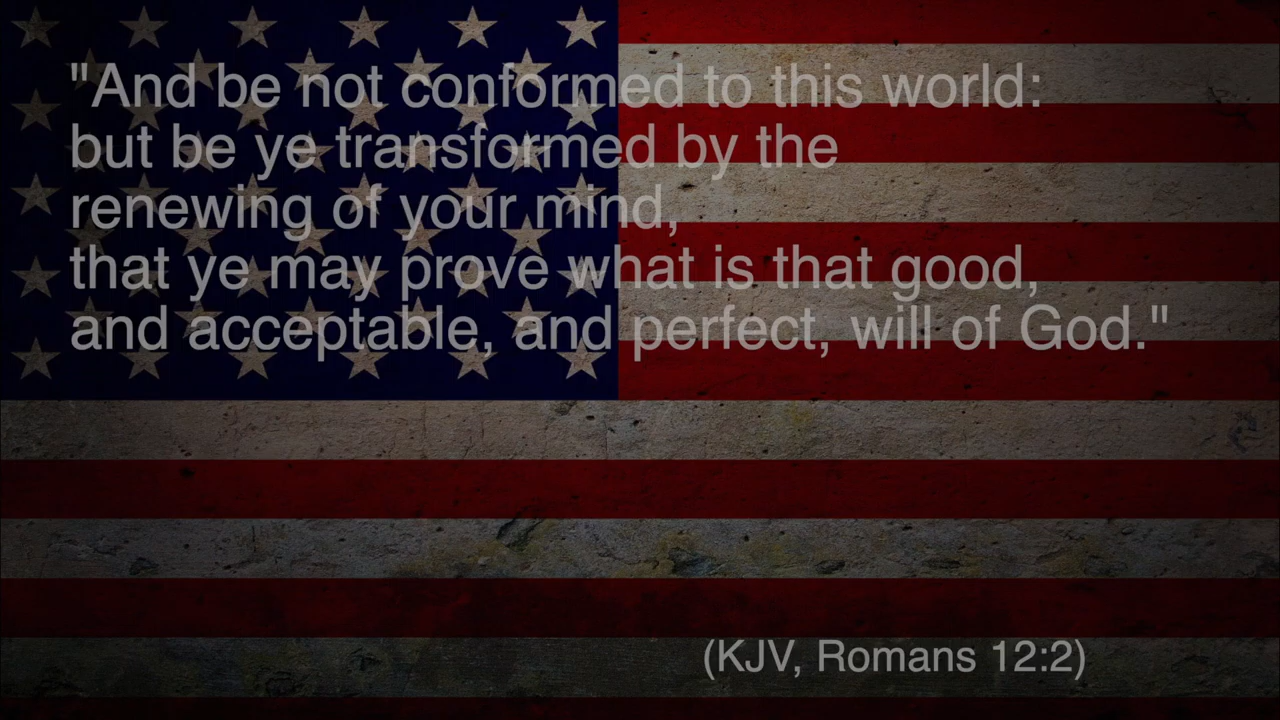 "And be not conformed to this world:
but be ye transformed by the
renewing of your mind,
that ye may prove what is that good,
and acceptable, and perfect, will of God."
(KJV, Romans 12:2)